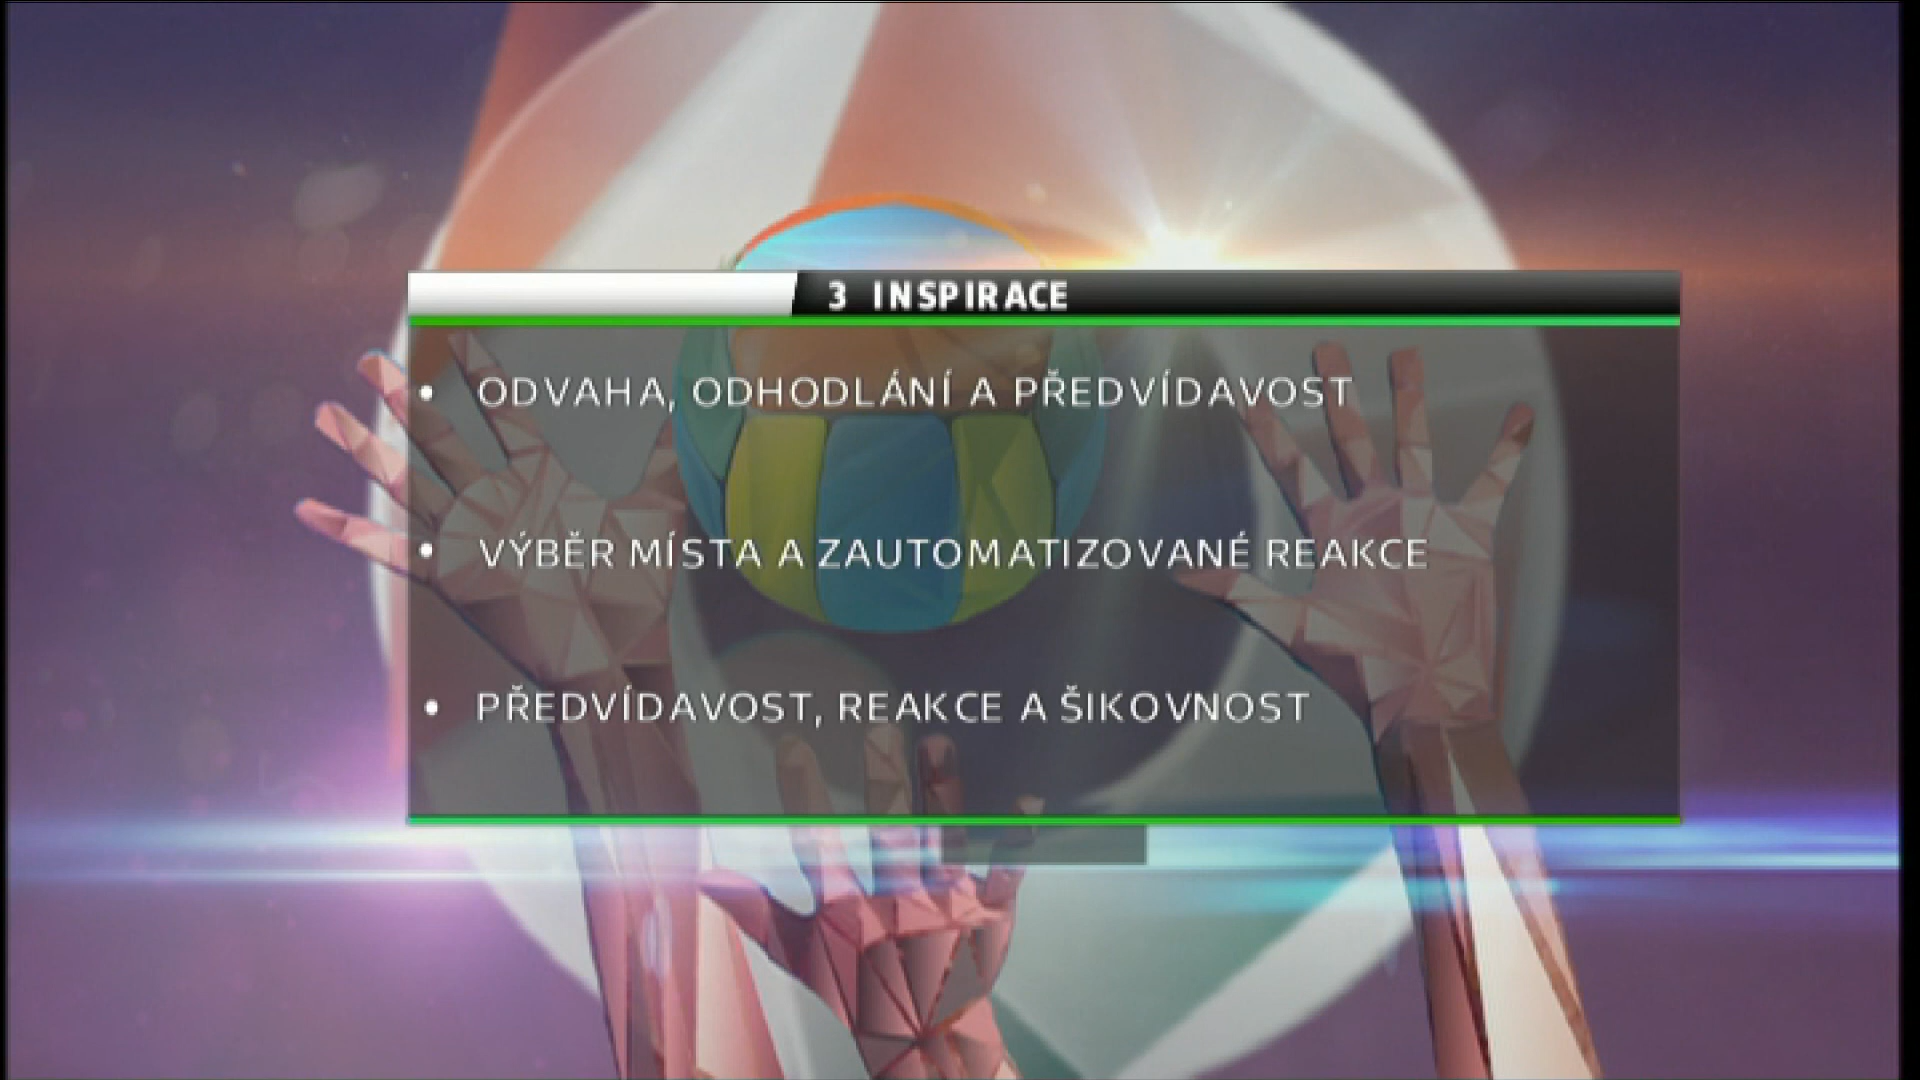 3 INSPIRACE
• ODVAHA, ODHODLÁNÍ A PŘEDVÍDAVOST
• VÝBĚR MÍSTA A ZAUTOMATIZOVANÉ REAKCE
• PŘEDVÍDAVOST, REAKCE A ŠIKOVNOST